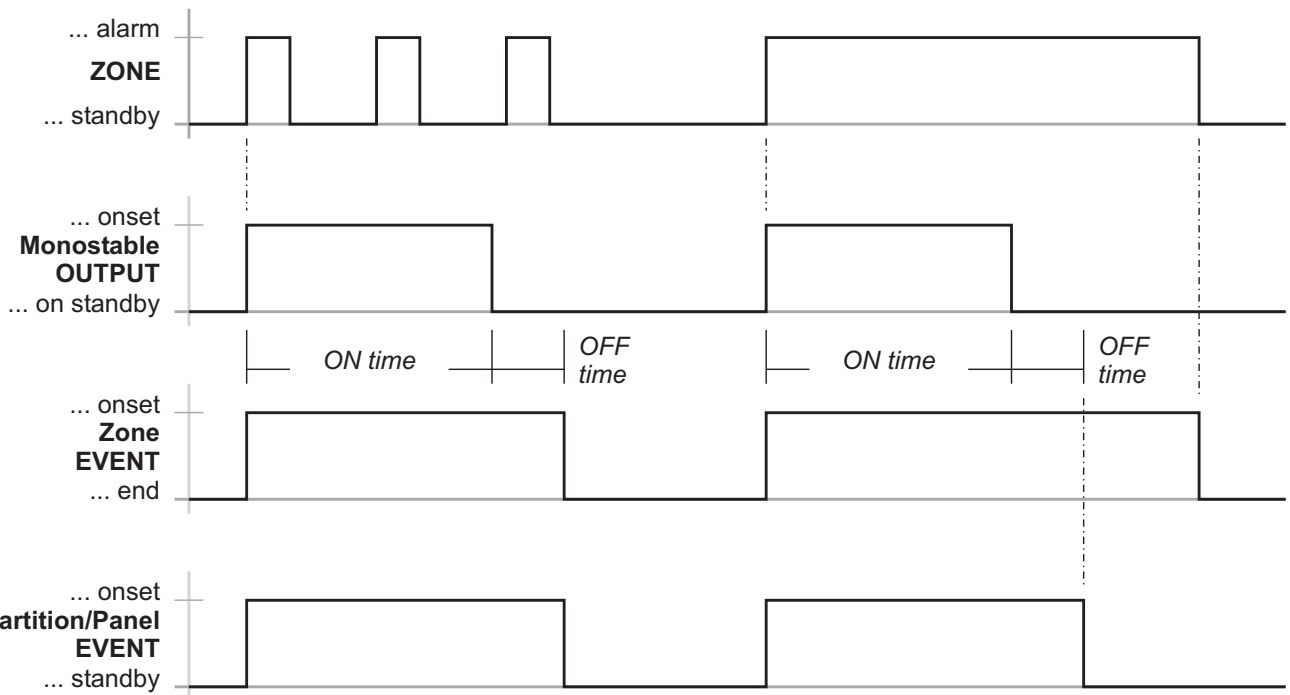 ... alarm
ZONE
... standby
... onset
Monostable
OUTPUT
... on standby
ON time
OFF
time
ON time
OFF
time
... onset
Zone
EVENT
... end
... onset
artition/Panel
EVENT
... standby